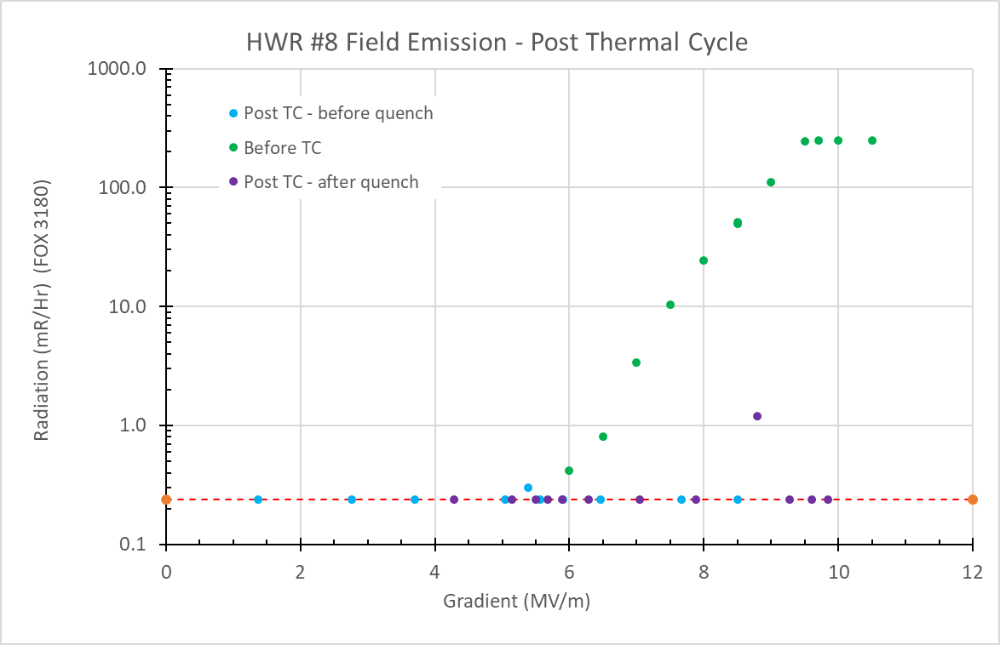 HWR #8 Field Emission - Post Thermal Cycle
1000.0
100.0
10.0
1.0
0.1
Radiation (mR/Hr) (FOX 3180)
Post TC - before quench
Before TC
Post TC - after quench
0 2 4 6 8 10 12
Gradient (MV/m)